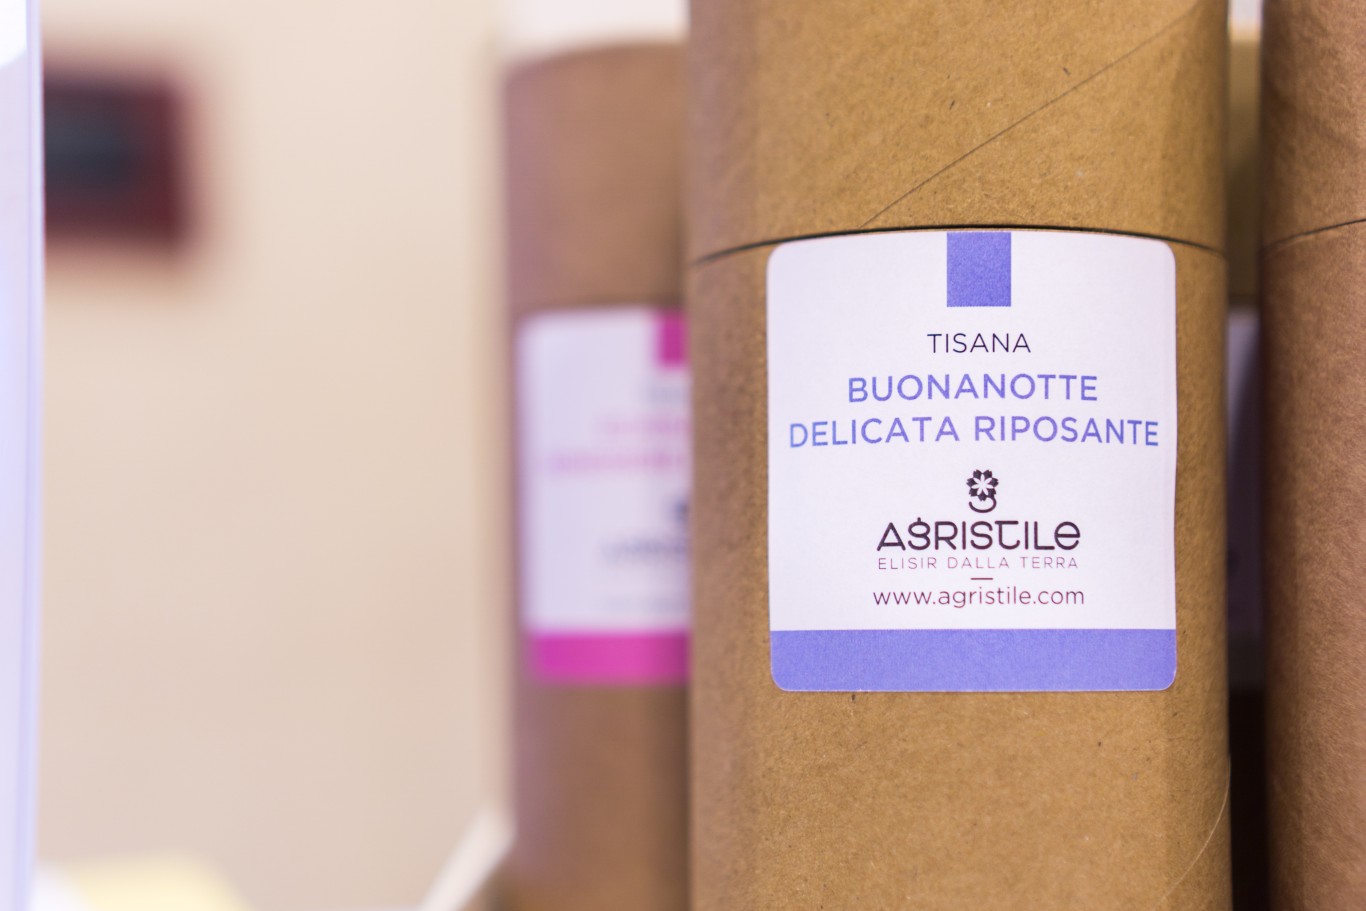 TISANA
BUONANOTTE
DELICATA RIPOSANTE
AGRISTILE
ELISIR DALLA TERRA
www.agristile.com